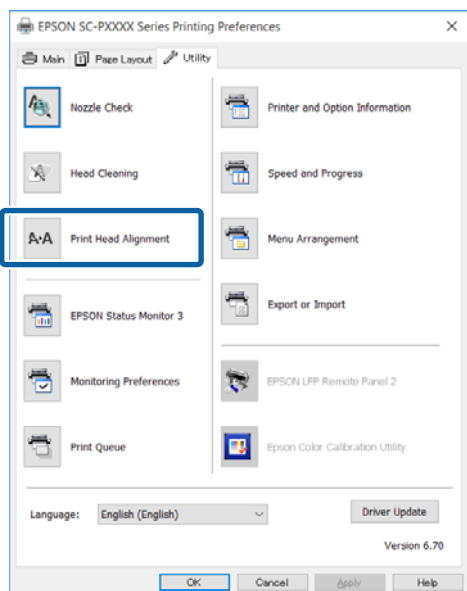 EPSON SC-PXXXX Series Printing Preferences
Main Page Layout Utility
Nozzle Check
Printer and Option Information
Head Cleaning
Speed and Progress
A·A Print Head Alignment
Menu Arrangement
EPSON Status Monitor 3
Export or Import
Monitoring Preferences
EPSON LFP Remote Panel 2
Print Queue
Epson Color Calibration Utility
Language: English (English)
Driver Update
Version 6.70
OK Cancel Apply Help